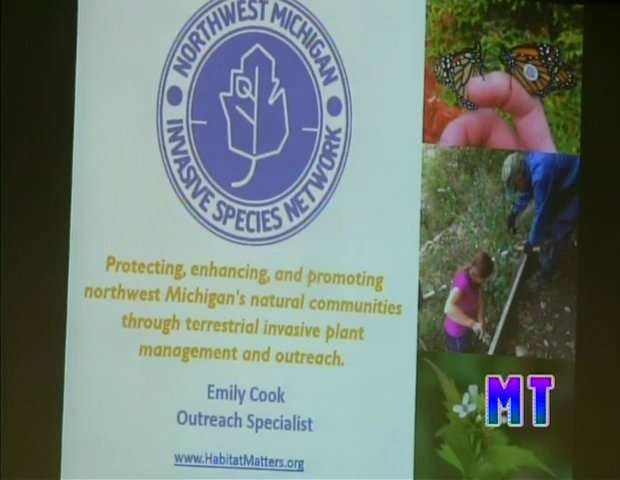 NORTHWEST MICHIGAN
INVASIVE SPECIES NETWORK
Protecting, enhancing, and promoting
northwest Michigan's natural communities
through terrestrial invasive plant
management and outreach.
Emily Cook
Outreach Specialist
www.HabitatMatters.org
MT